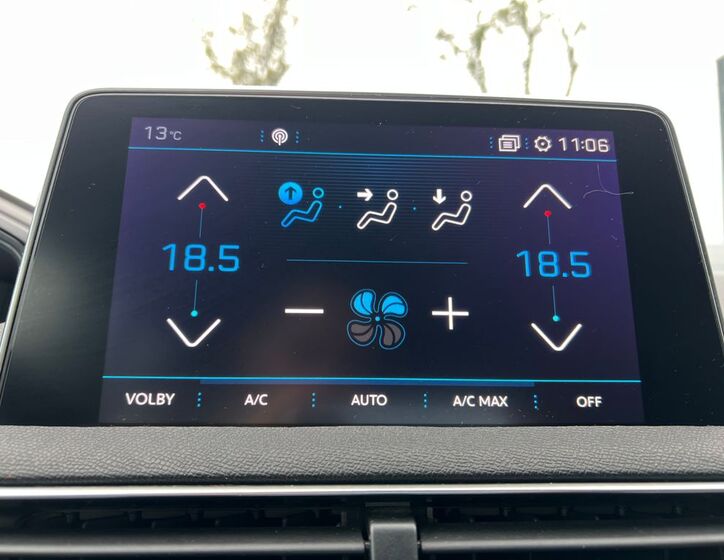 13°C 11:06
18.5 18.5
VOLBY A/C AUTO A/C MAX OFF